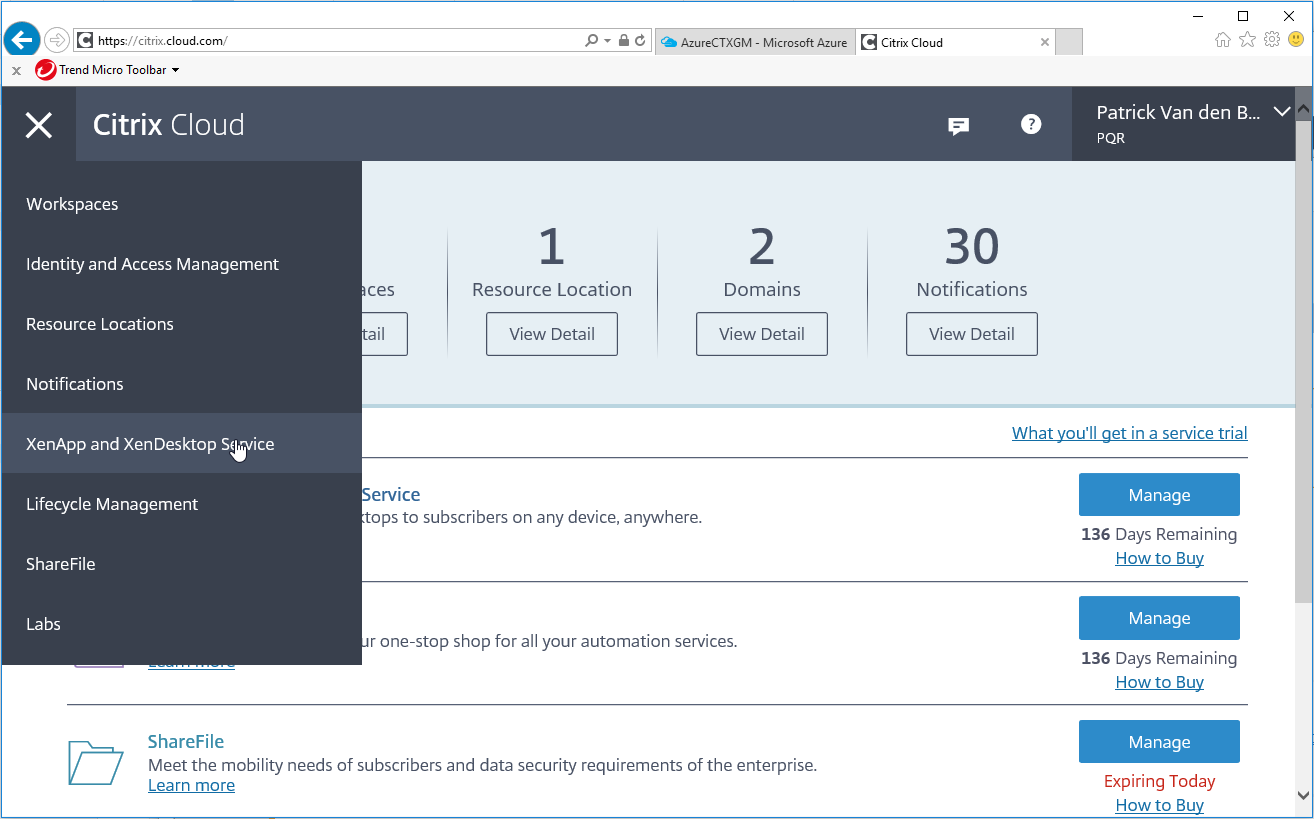 https://citrix.cloud.com/
AzureCTXGM - Microsoft Azure
Citrix Cloud
x
Trend Micro Toolbar
Citrix Cloud
Patrick Van den B...
PQR
Workspaces
Identity and Access Management
Resource Locations
Notifications
XenApp and XenDesktop Service
Lifecycle Management
ShareFile
Labs
aces
tail
1
Resource Location
View Detail
2
Domains
View Detail
30
Notifications
View Detail
What you'll get in a service trial
Service
ktops to subscribers on any device, anywhere.
Manage
136 Days Remaining
How to Buy
ur one-stop shop for all your automation services.
Learn more
Manage
136 Days Remaining
How to Buy
ShareFile
Meet the mobility needs of subscribers and data security requirements of the enterprise.
Learn more
Manage
Expiring Today
How to Buy